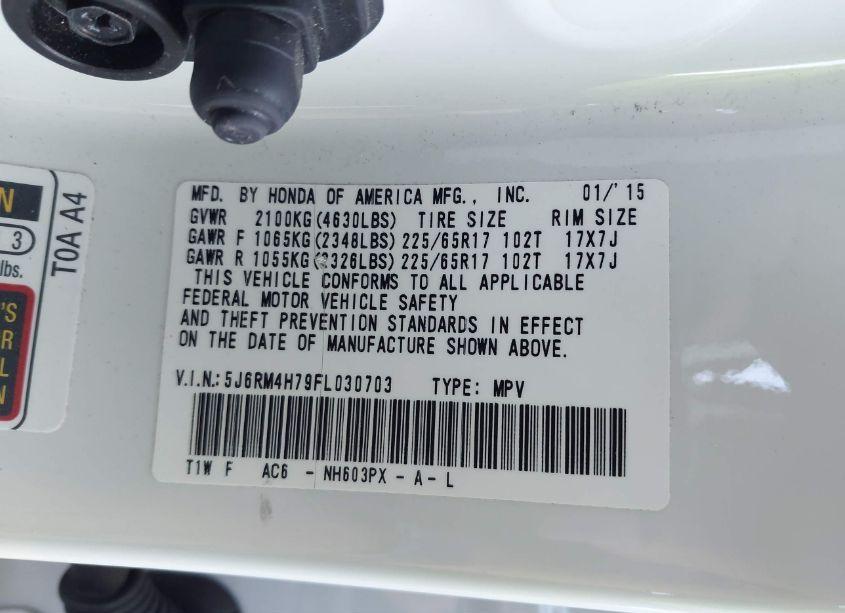 MFD. BY HONDA OF AMERICA MFG., INC. 01/'15
GVWR 2100KG(4630LBS) TIRE SIZE RIM SIZE
GAWR F 1065KG(2348LBS) 225/65R17 102T 17X7J
GAWR R 1055KG(2326LBS) 225/65R17 102T 17X7J
THIS VEHICLE CONFORMS TO ALL APPLICABLE
FEDERAL MOTOR VEHICLE SAFETY
AND THEFT PREVENTION STANDARDS IN EFFECT
ON THE DATE OF MANUFACTURE SHOWN ABOVE.
V.I.N.: 5J6RM4H79FL030703 TYPE: MPV
T1W F AC6 - NH603PX - A - L
T0A A4
N
3
lbs.
'S
R
L
N